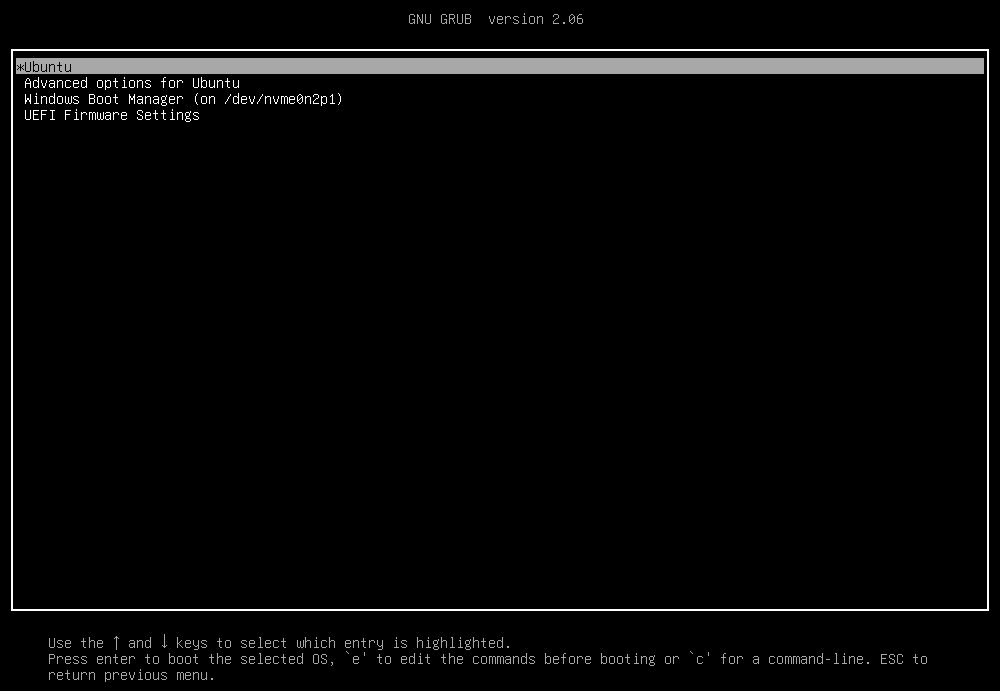 GNU GRUB  version 2.06
*Ubuntu
Advanced options for Ubuntu
Windows Boot Manager (on /dev/nvme0n2p1)
UEFI Firmware Settings
Use the ↑ and ↓ keys to select which entry is highlighted.
Press enter to boot the selected OS, `e' to edit the commands before booting or `c' for a command-line. ESC to
return previous menu.